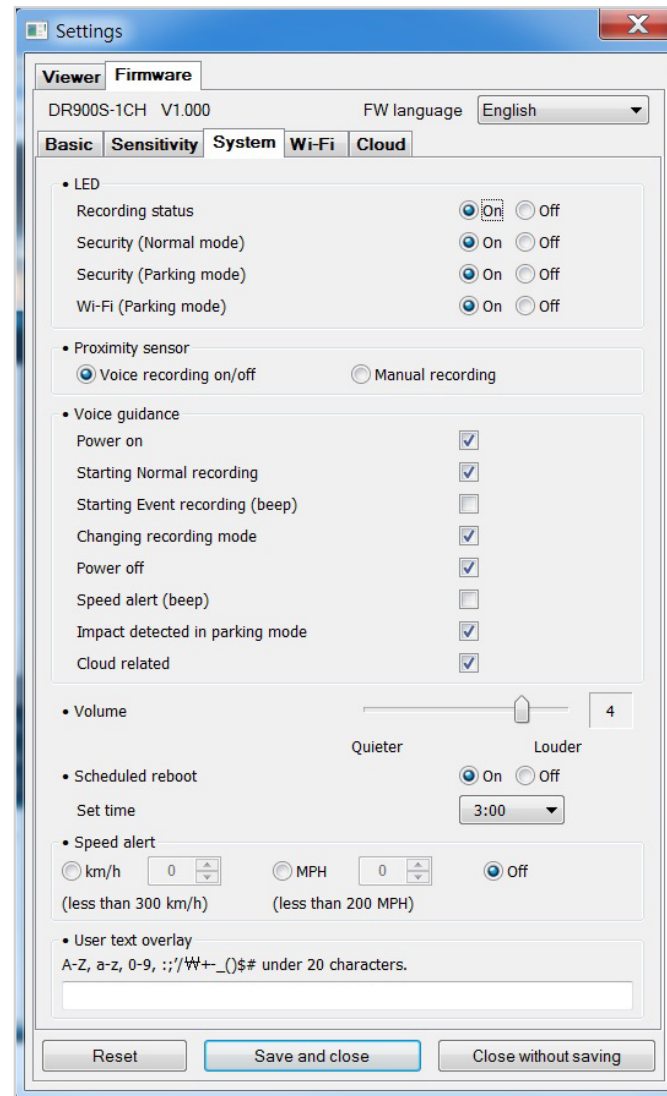 Settings
Viewer Firmware
DR900S-1CH V1.000 FW language English
Basic Sensitivity System Wi-Fi Cloud
• LED
Recording status On Off
Security (Normal mode) On Off
Security (Parking mode) On Off
Wi-Fi (Parking mode) On Off
• Proximity sensor
Voice recording on/off Manual recording
• Voice guidance
Power on
Starting Normal recording
Starting Event recording (beep)
Changing recording mode
Power off
Speed alert (beep)
Impact detected in parking mode
Cloud related
• Volume 4
Quieter Louder
• Scheduled reboot On Off
Set time 3:00
• Speed alert
km/h 0 MPH 0 Off
(less than 300 km/h) (less than 200 MPH)
• User text overlay
A-Z, a-z, 0-9, :;'/₩+-_()$# under 20 characters.
Reset Save and close Close without saving